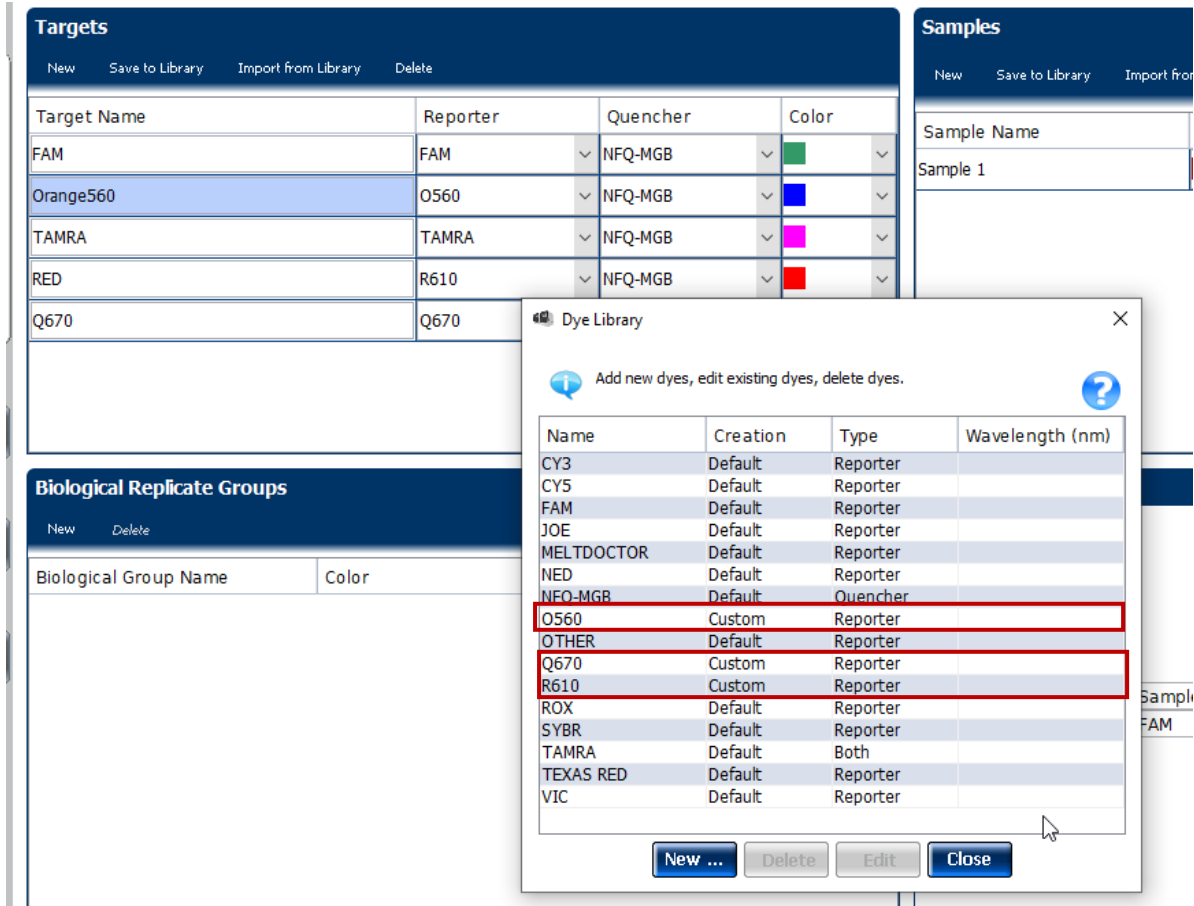 Targets
New Save to Library Import from Library Delete
Target Name Reporter Quencher Color
FAM FAM NFQ-MGB
Orange560 O560 NFQ-MGB
TAMRA TAMRA NFQ-MGB
RED R610 NFQ-MGB
Q670 Q670
Samples
New Save to Library Import from
Sample Name
Sample 1
Biological Replicate Groups
New Delete
Biological Group Name Color
Dye Library
Add new dyes, edit existing dyes, delete dyes.
Name Creation Type Wavelength (nm)
CY3 Default Reporter
CY5 Default Reporter
FAM Default Reporter
JOE Default Reporter
MELTDOCTOR Default Reporter
NED Default Reporter
NFQ-MGB Default Quencher
O560 Custom Reporter
OTHER Default Reporter
Q670 Custom Reporter
R610 Custom Reporter
ROX Default Reporter
SYBR Default Reporter
TAMRA Default Both
TEXAS RED Default Reporter
VIC Default Reporter
New ... Delete Edit Close
Sample
FAM